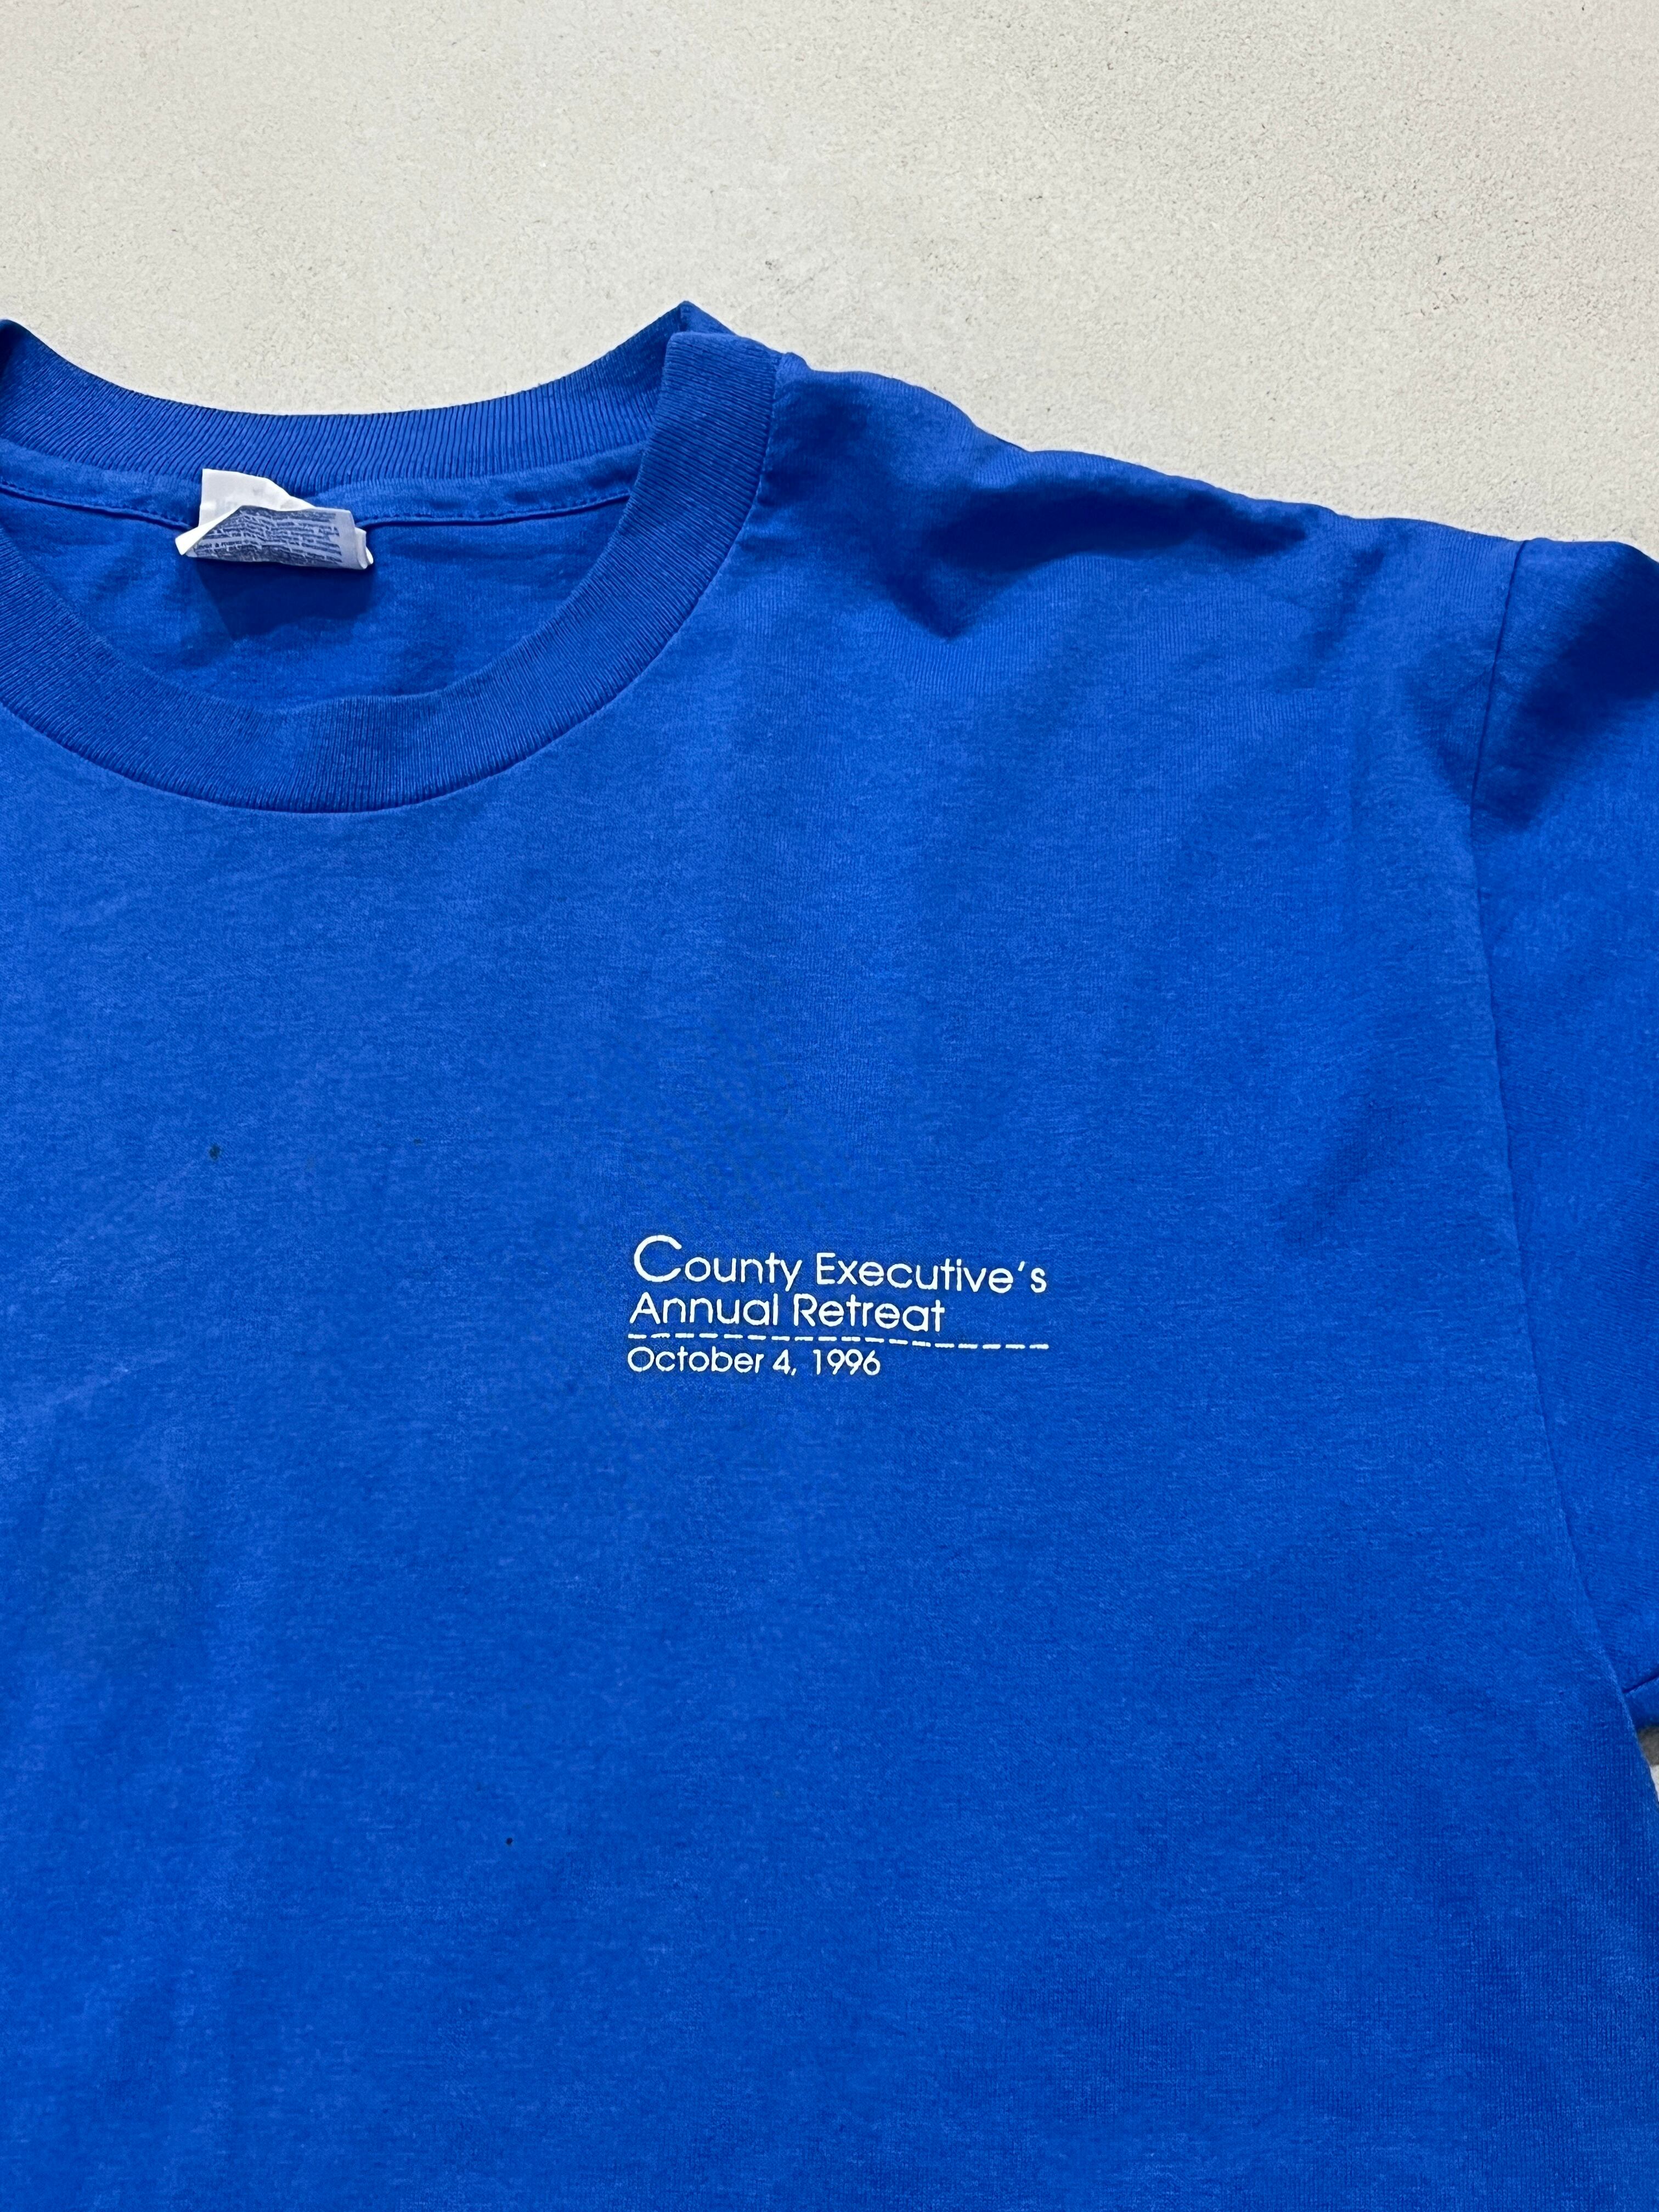 County Executive's
Annual Retreat
October 4, 1996